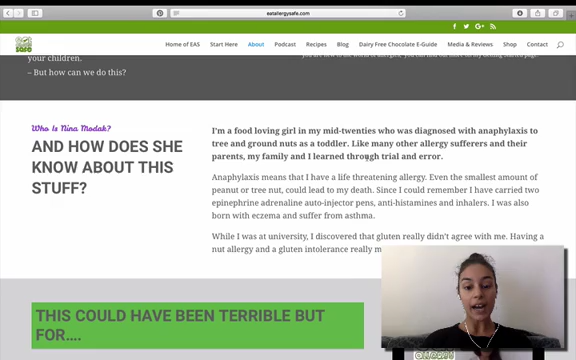 eatallergysafe.com
Home of EAS Start Here About Podcast Recipes Blog Dairy Free Chocolate E-Guide Media & Reviews Shop Contact
your children.
– But how can we do this?
Who Is Nina Modak?
AND HOW DOES SHE
KNOW ABOUT THIS
STUFF?
I'm a food loving girl in my mid-twenties who was diagnosed with anaphylaxis to
tree and ground nuts as a toddler. Like many other allergy sufferers and their
parents, my family and I learned through trial and error.
Anaphylaxis means that I have a life threatening allergy. Even the smallest amount of
peanut or tree nut, could lead to my death. Since I could remember I have carried two
epinephrine adrenaline auto-injector pens, anti-histamines and inhalers. I was also
born with eczema and suffer from asthma.
While I was at university, I discovered that gluten really didn't agree with me. Having a
nut allergy and a gluten intolerance really
THIS COULD HAVE BEEN TERRIBLE BUT
FOR....